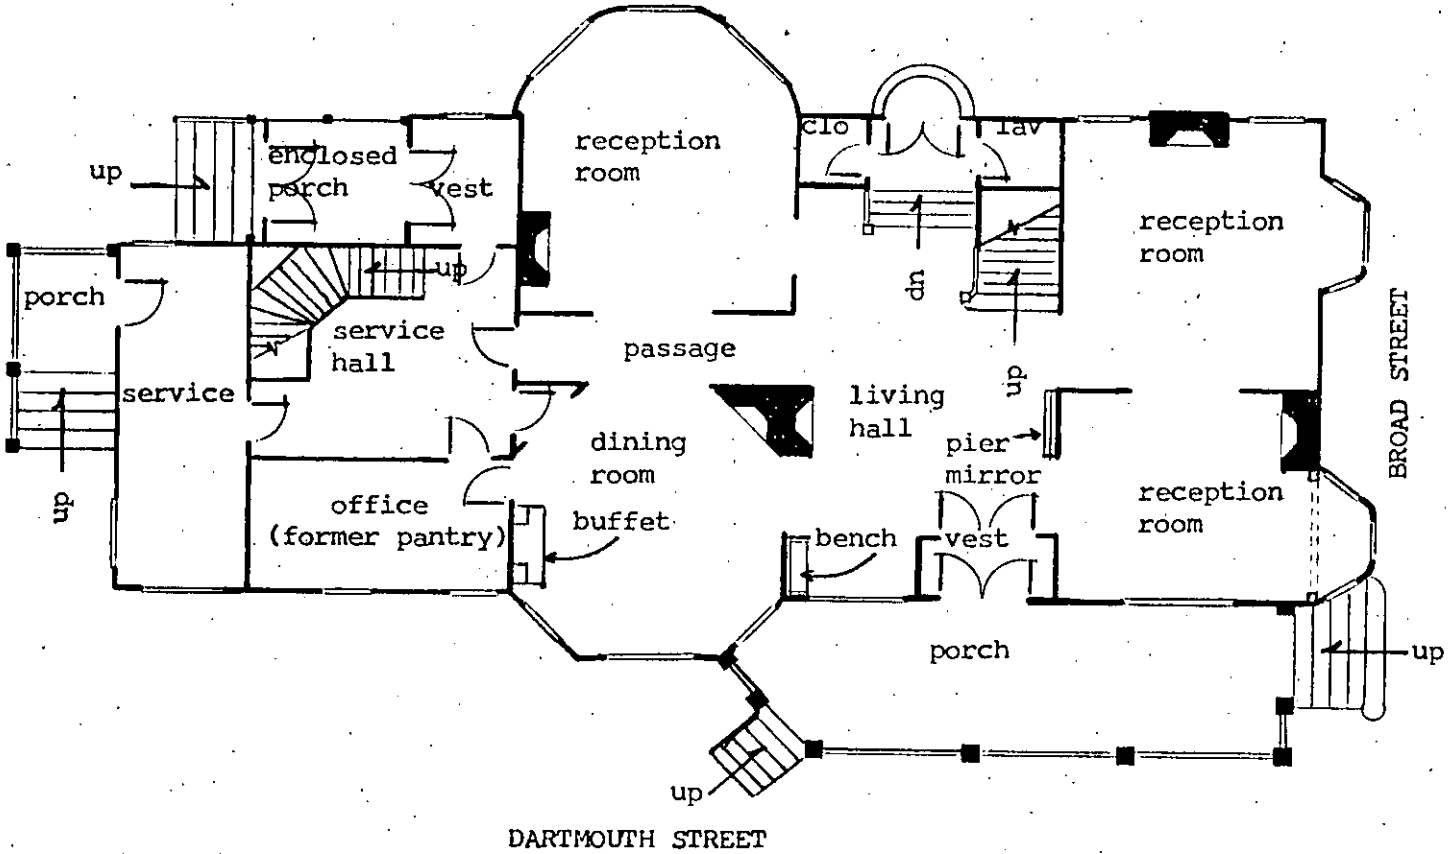 clo
lav
reception
room
enclosed
porch
vest
up
reception
room
up
dn
porch
service
hall
passage
up
service
living
hall
pier
mirror
dining
room
up
office
(former pantry)
buffet
bench
vest
reception
room
BROAD STREET
porch
up
up
DARTMOUTH STREET